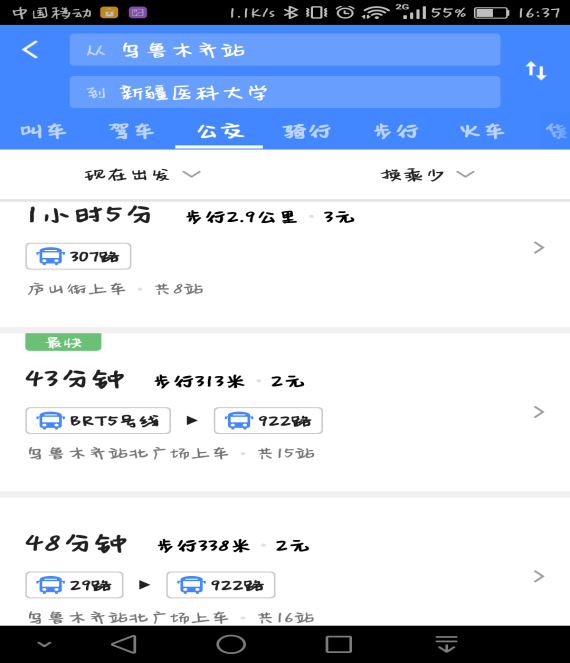 中国移动 1.1K/s 2G 55% 16:37
从 乌鲁木齐站
到 新疆医科大学
叫车 驾车 公交 骑行 步行 火车
现在出发 换乘少
1小时5分 步行2.9公里 · 3元
307路
庐山街上车 · 共8站
最快
43分钟 步行313米 · 2元
BRT5号线 ▶ 922路
乌鲁木齐站北广场上车 · 共15站
48分钟 步行338米 · 2元
29路 ▶ 922路
乌鲁木齐站北广场上车 · 共16站